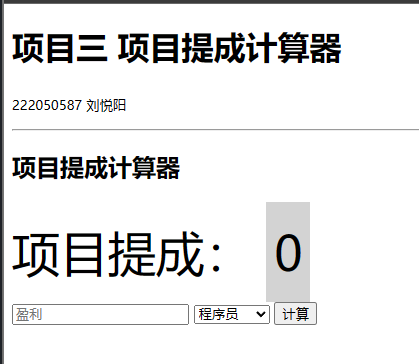 项目三 项目提成计算器
222050587 刘悦阳
项目提成计算器
项目提成： 0
盈利 程序员 计算